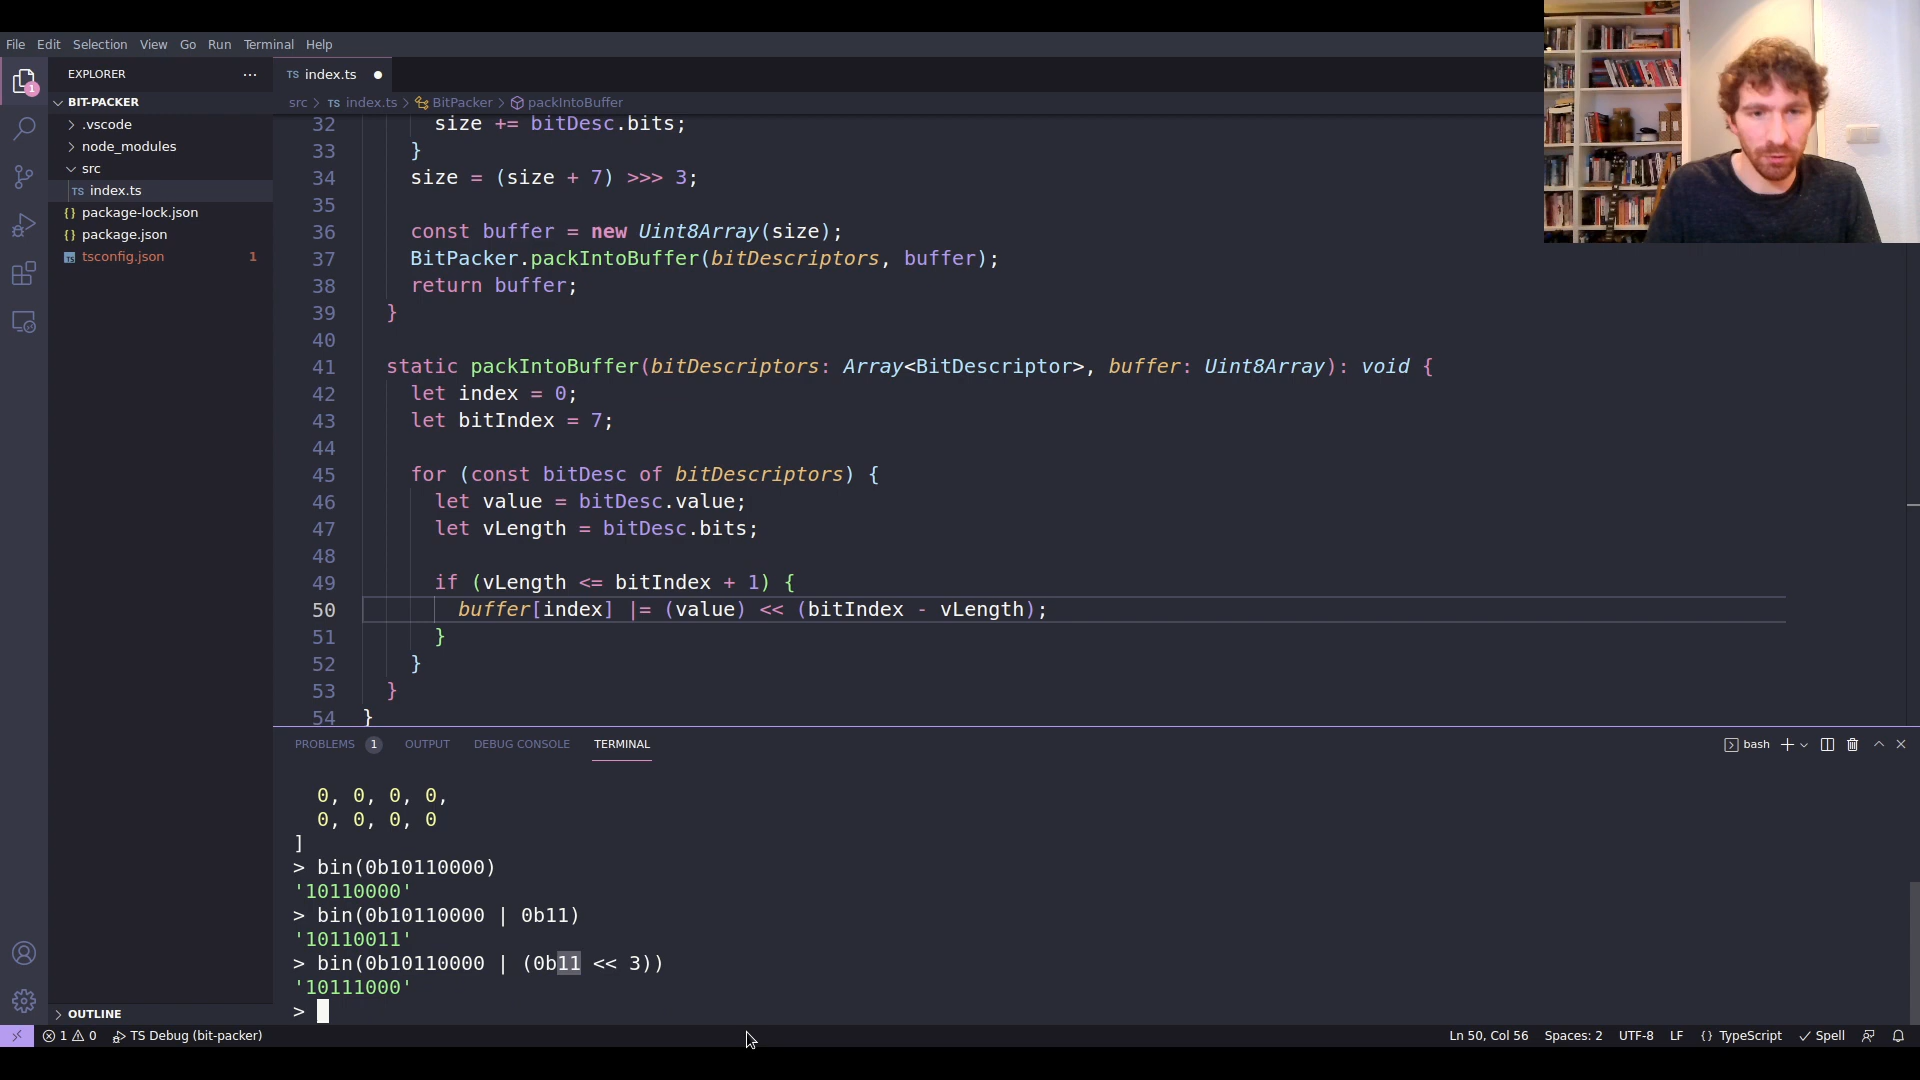 File Edit Selection View Go Run Terminal Help
EXPLORER ...
TS index.ts
1
BIT-PACKER
src > TS index.ts > BitPacker > packIntoBuffer
.vscode
node_modules
src
TS index.ts
{} package-lock.json
{} package.json
TS tsconfig.json 1
32 size += bitDesc.bits;
33 }
34 size = (size + 7) >>> 3;
35
36 const buffer = new Uint8Array(size);
37 BitPacker.packIntoBuffer(bitDescriptors, buffer);
38 return buffer;
39 }
40
41 static packIntoBuffer(bitDescriptors: Array<BitDescriptor>, buffer: Uint8Array): void {
42 let index = 0;
43 let bitIndex = 7;
44
45 for (const bitDesc of bitDescriptors) {
46 let value = bitDesc.value;
47 let vLength = bitDesc.bits;
48
49 if (vLength <= bitIndex + 1) {
50 buffer[index] |= (value) << (bitIndex - vLength);
51 }
52 }
53 }
54 }
PROBLEMS 1 OUTPUT DEBUG CONSOLE TERMINAL
bash
0, 0, 0, 0,
0, 0, 0, 0
]
> bin(0b10110000)
'10110000'
> bin(0b10110000 | 0b11)
'10110011'
> bin(0b10110000 | (0b11 << 3))
'10111000'
>
OUTLINE
1 0 TS Debug (bit-packer)
Ln 50, Col 56 Spaces: 2 UTF-8 LF {} TypeScript Spell